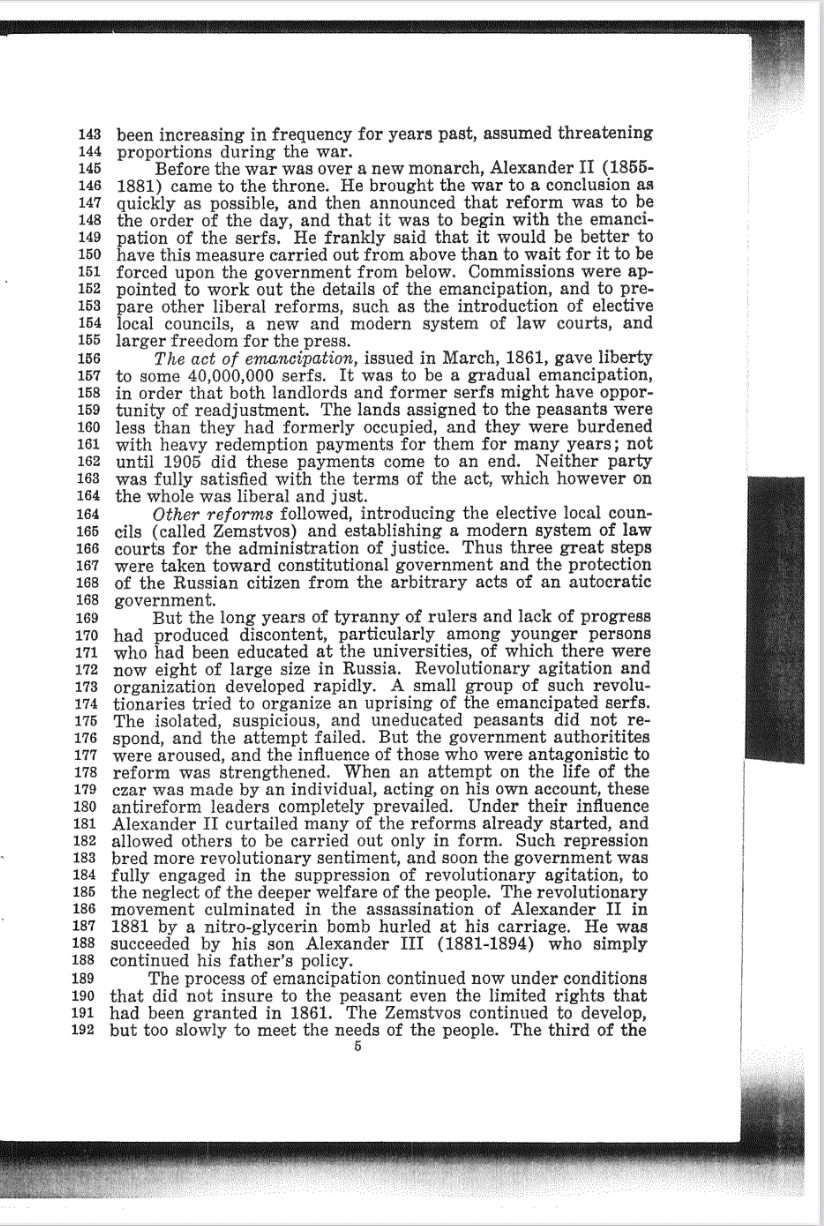 143 been increasing in frequency for years past, assumed threatening
144 proportions during the war.
145 Before the war was over a new monarch, Alexander II (1855-
146 1881) came to the throne. He brought the war to a conclusion as
147 quickly as possible, and then announced that reform was to be
148 the order of the day, and that it was to begin with the emanci-
149 pation of the serfs. He frankly said that it would be better to
150 have this measure carried out from above than to wait for it to be
151 forced upon the government from below. Commissions were ap-
152 pointed to work out the details of the emancipation, and to pre-
153 pare other liberal reforms, such as the introduction of elective
154 local councils, a new and modern system of law courts, and
155 larger freedom for the press.
156 The act of emancipation, issued in March, 1861, gave liberty
157 to some 40,000,000 serfs. It was to be a gradual emancipation,
158 in order that both landlords and former serfs might have oppor-
159 tunity of readjustment. The lands assigned to the peasants were
160 less than they had formerly occupied, and they were burdened
161 with heavy redemption payments for them for many years; not
162 until 1905 did these payments come to an end. Neither party
163 was fully satisfied with the terms of the act, which however on
164 the whole was liberal and just.
164 Other reforms followed, introducing the elective local coun-
165 cils (called Zemstvos) and establishing a modern system of law
166 courts for the administration of justice. Thus three great steps
167 were taken toward constitutional government and the protection
168 of the Russian citizen from the arbitrary acts of an autocratic
168 government.
169 But the long years of tyranny of rulers and lack of progress
170 had produced discontent, particularly among younger persons
171 who had been educated at the universities, of which there were
172 now eight of large size in Russia. Revolutionary agitation and
173 organization developed rapidly. A small group of such revolu-
174 tionaries tried to organize an uprising of the emancipated serfs.
175 The isolated, suspicious, and uneducated peasants did not re-
176 spond, and the attempt failed. But the government authoritites
177 were aroused, and the influence of those who were antagonistic to
178 reform was strengthened. When an attempt on the life of the
179 czar was made by an individual, acting on his own account, these
180 antireform leaders completely prevailed. Under their influence
181 Alexander II curtailed many of the reforms already started, and
182 allowed others to be carried out only in form. Such repression
183 bred more revolutionary sentiment, and soon the government was
184 fully engaged in the suppression of revolutionary agitation, to
185 the neglect of the deeper welfare of the people. The revolutionary
186 movement culminated in the assassination of Alexander II in
187 1881 by a nitro-glycerin bomb hurled at his carriage. He was
188 succeeded by his son Alexander III (1881-1894) who simply
188 continued his father's policy.
189 The process of emancipation continued now under conditions
190 that did not insure to the peasant even the limited rights that
191 had been granted in 1861. The Zemstvos continued to develop,
192 but too slowly to meet the needs of the people. The third of the
5